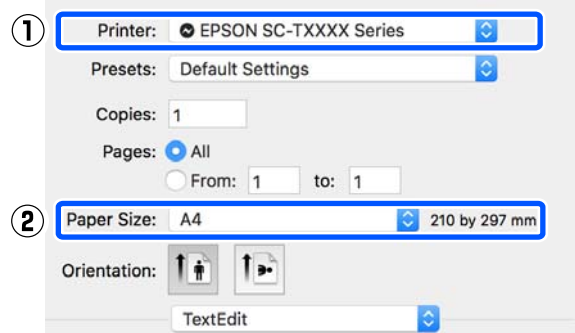 ① Printer: EPSON SC-TXXXX Series
Presets: Default Settings
Copies: 1
Pages: All
From: 1 to: 1
② Paper Size: A4 210 by 297 mm
Orientation:
TextEdit